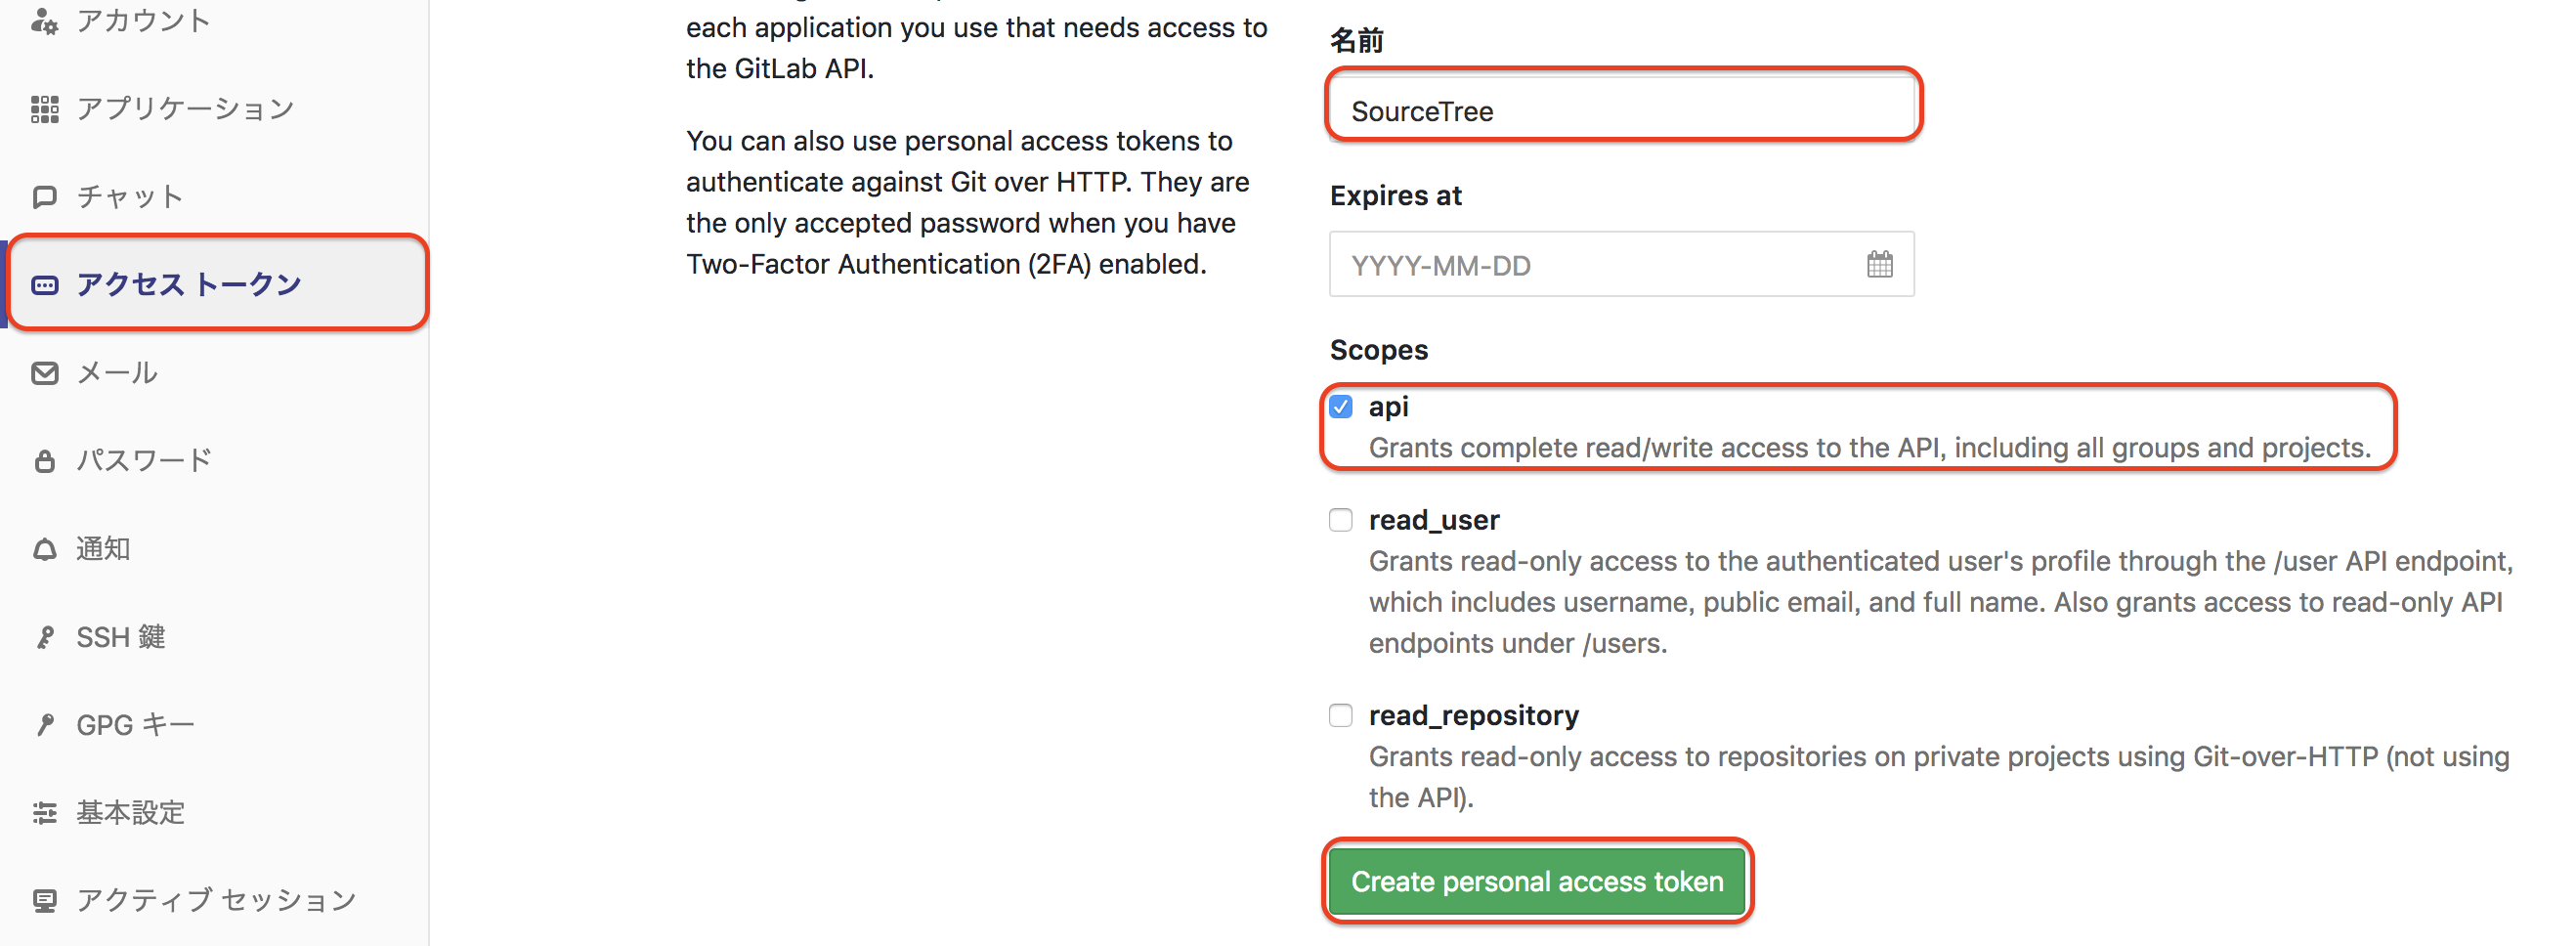 アカウント
アプリケーション
チャット
アクセス トークン
メール
パスワード
通知
SSH 鍵
GPG キー
基本設定
アクティブ セッション
each application you use that needs access to
the GitLab API.
You can also use personal access tokens to
authenticate against Git over HTTP. They are
the only accepted password when you have
Two-Factor Authentication (2FA) enabled.
名前
SourceTree
Expires at
YYYY-MM-DD
Scopes
api
Grants complete read/write access to the API, including all groups and projects.
read_user
Grants read-only access to the authenticated user's profile through the /user API endpoint,
which includes username, public email, and full name. Also grants access to read-only API
endpoints under /users.
read_repository
Grants read-only access to repositories on private projects using Git-over-HTTP (not using
the API).
Create personal access token